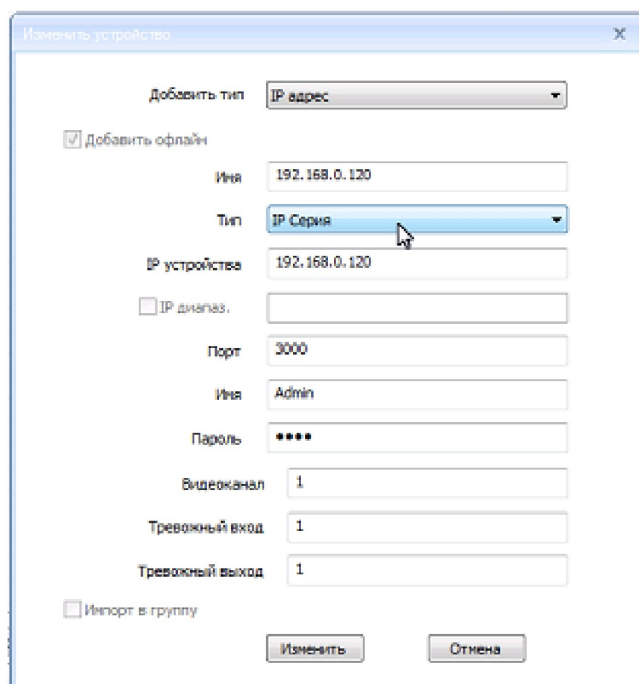 Изменить устройство
Добавить тип IP адрес
Добавить офлайн
Имя 192.168.0.120
Тип IP Серия
IP устройства 192.168.0.120
IP диапаз.
Порт 3000
Имя Admin
Пароль ••••
Видеоканал 1
Тревожный вход 1
Тревожный выход 1
Импорт в группу
Изменить Отмена